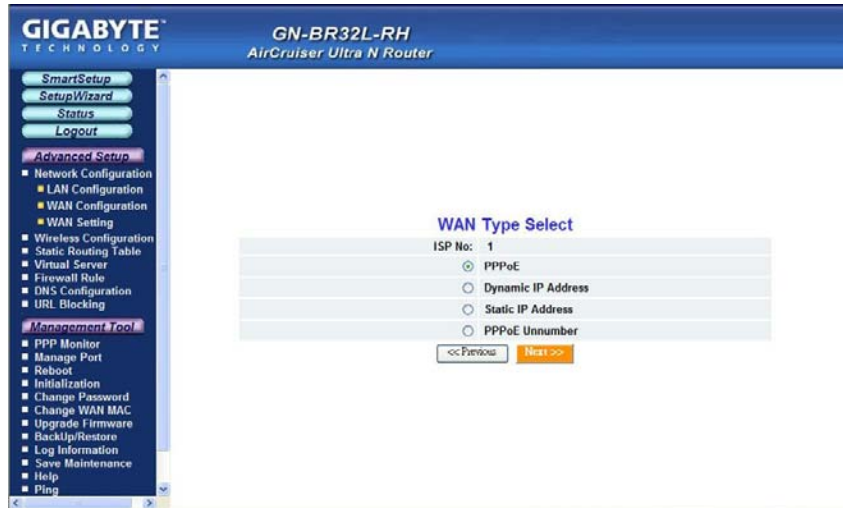 GIGABYTE™
TECHNOLOGY
GN-BR32L-RH
AirCruiser Ultra N Router
SmartSetup
SetupWizard
Status
Logout
Advanced Setup
Network Configuration
LAN Configuration
WAN Configuration
WAN Setting
Wireless Configuration
Static Routing Table
Virtual Server
Firewall Rule
DNS Configuration
URL Blocking
Management Tool
PPP Monitor
Manage Port
Reboot
Initialization
Change Password
Change WAN MAC
Upgrade Firmware
BackUp/Restore
Log Information
Save Maintenance
Help
Ping
WAN Type Select
ISP No: 1
PPPoE
Dynamic IP Address
Static IP Address
PPPoE Unnumber
<< Previous Next >>